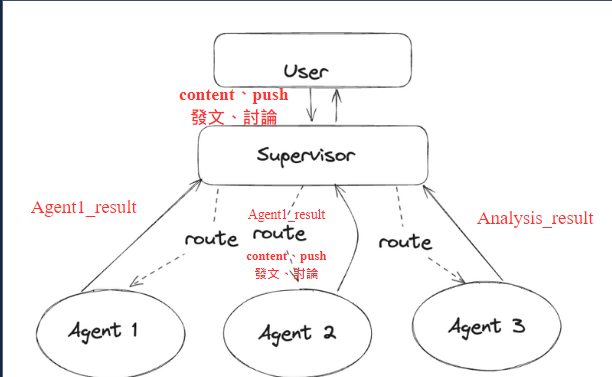 User
content、push
發文、討論
Supervisor
Agent1_result
Agent1_result
Analysis_result
route
route
route
content、push
發文、討論
Agent 1
Agent 2
Agent 3